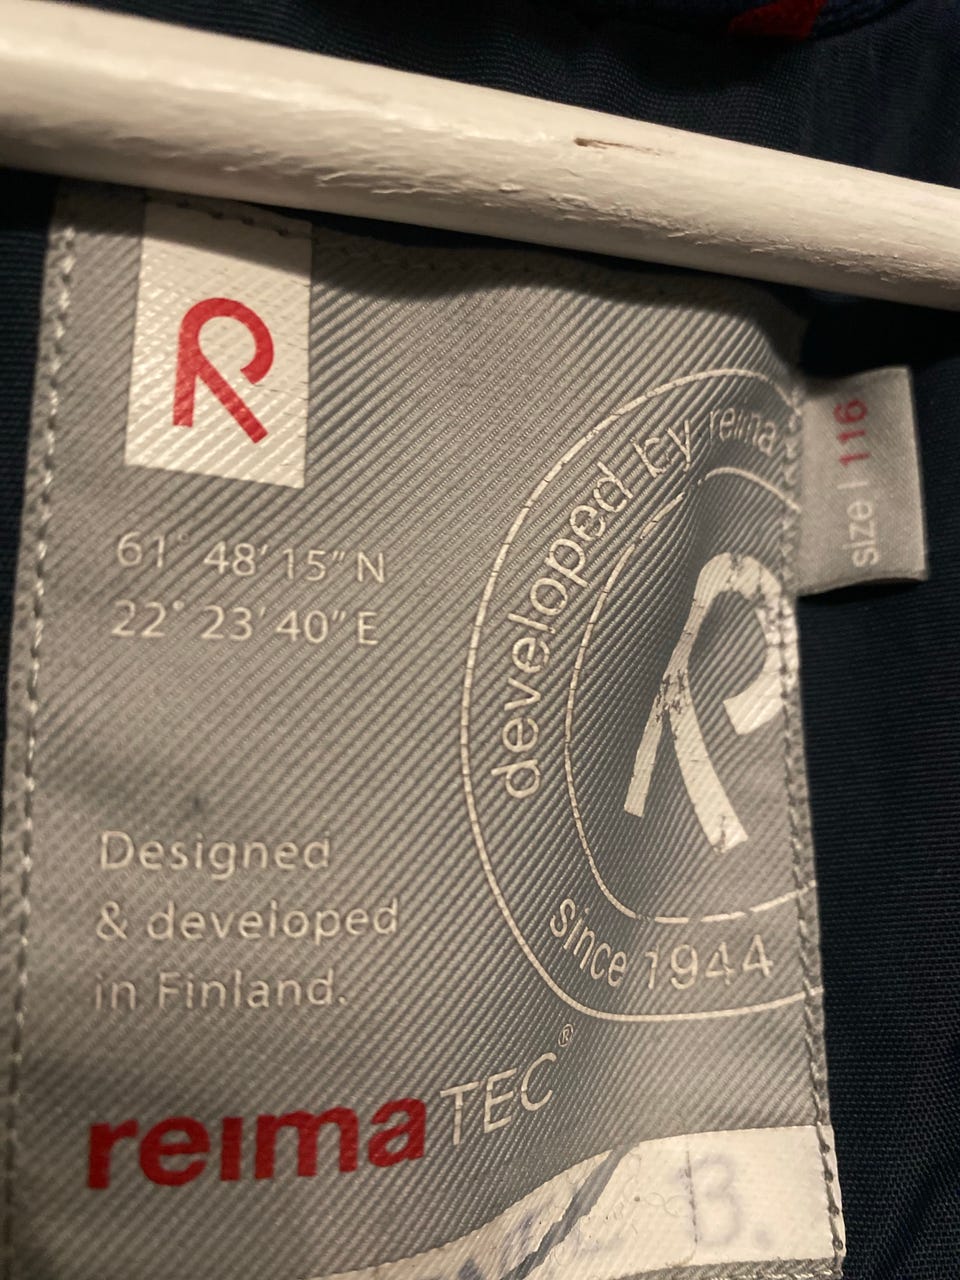 61° 48' 15" N
22° 23' 40" E
developed by reima
since 1944
size | 116
Designed
& developed
in Finland.
reimaTEC®
B.